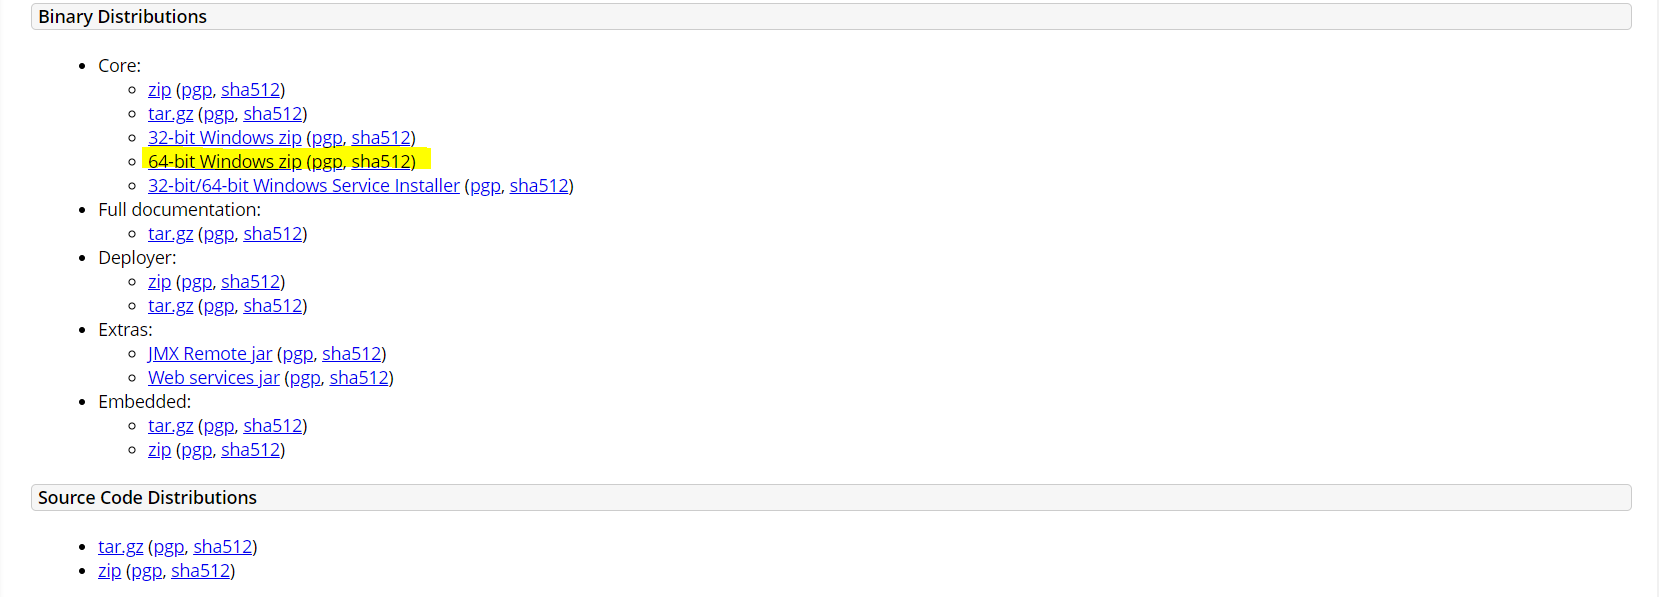 Binary Distributions
Core:
zip (pgp, sha512)
tar.gz (pgp, sha512)
32-bit Windows zip (pgp, sha512)
64-bit Windows zip (pgp, sha512)
32-bit/64-bit Windows Service Installer (pgp, sha512)
Full documentation:
tar.gz (pgp, sha512)
Deployer:
zip (pgp, sha512)
tar.gz (pgp, sha512)
Extras:
JMX Remote jar (pgp, sha512)
Web services jar (pgp, sha512)
Embedded:
tar.gz (pgp, sha512)
zip (pgp, sha512)
Source Code Distributions
tar.gz (pgp, sha512)
zip (pgp, sha512)